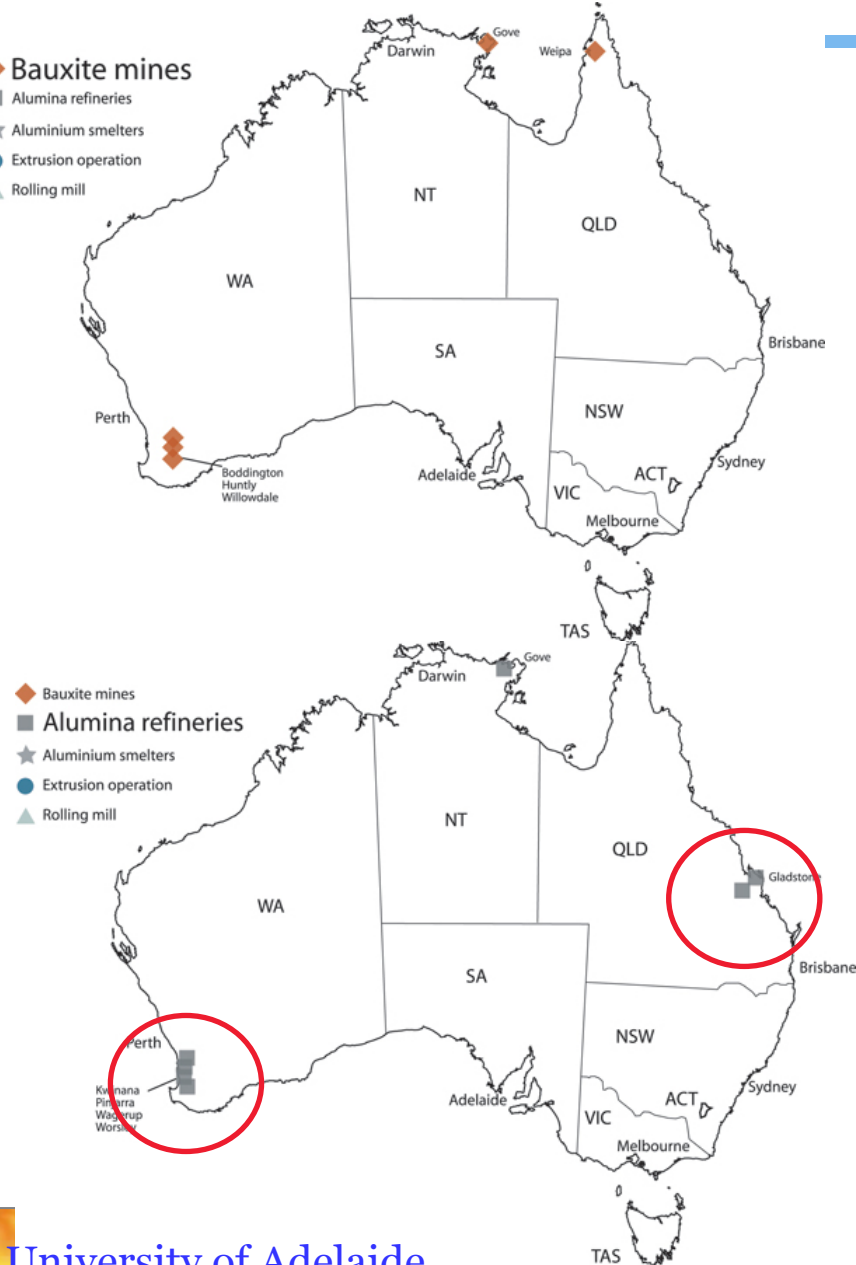 Bauxite mines
Alumina refineries
Aluminium smelters
Extrusion operation
Rolling mill
Gove
Darwin
Weipa
NT
QLD
WA
SA
Brisbane
NSW
Perth
Boddington
Huntly
Willowdale
Adelaide
ACT
Sydney
VIC
Melbourne
TAS
Gove
Darwin
Bauxite mines
Alumina refineries
Aluminium smelters
Extrusion operation
Rolling mill
NT
QLD
Gladstone
WA
Brisbane
SA
NSW
Perth
Kwinana
Pinjarra
Wagerup
Worsley
Adelaide
ACT
Sydney
VIC
Melbourne
TAS
University of Adelaide